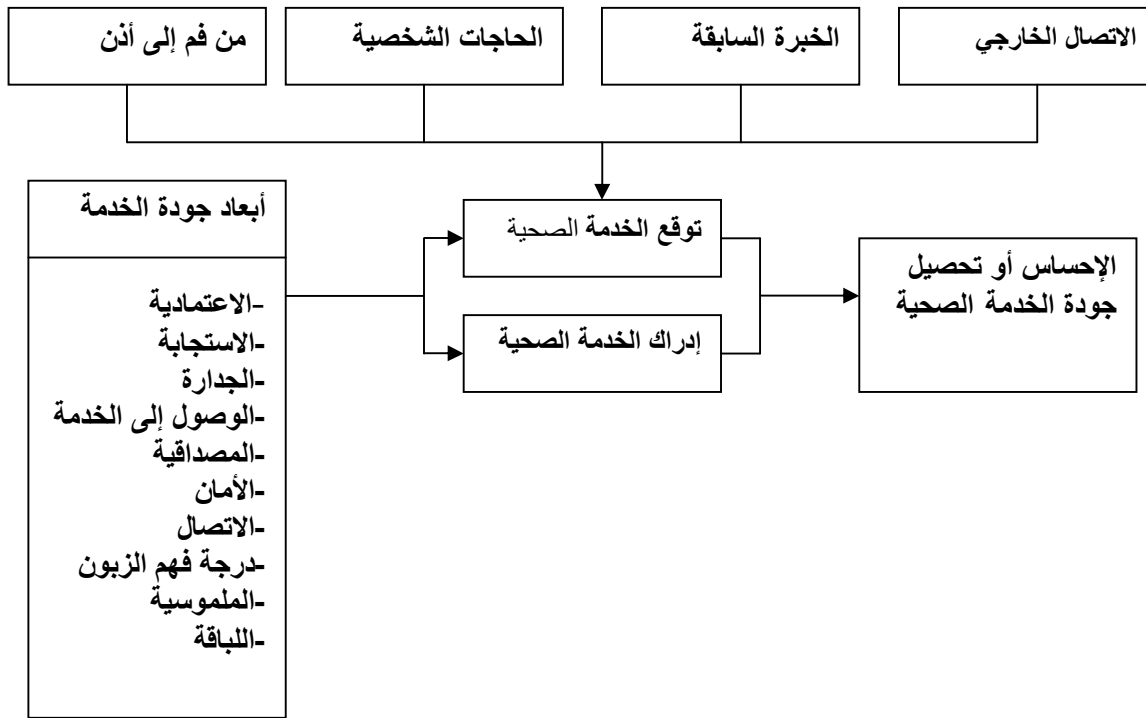 الاتصال الخارجي
الخبرة السابقة
الحاجات الشخصية
من فم إلى أذن
أبعاد جودة الخدمة
-الاعتمادية
-الاستجابة
-الجدارة
-الوصول إلى الخدمة
-المصداقية
-الأمان
-الاتصال
-درجة فهم الزبون
-الملموسية
-اللباقة
توقع الخدمة الصحية
إدراك الخدمة الصحية
الإحساس أو تحصيل
جودة الخدمة الصحية